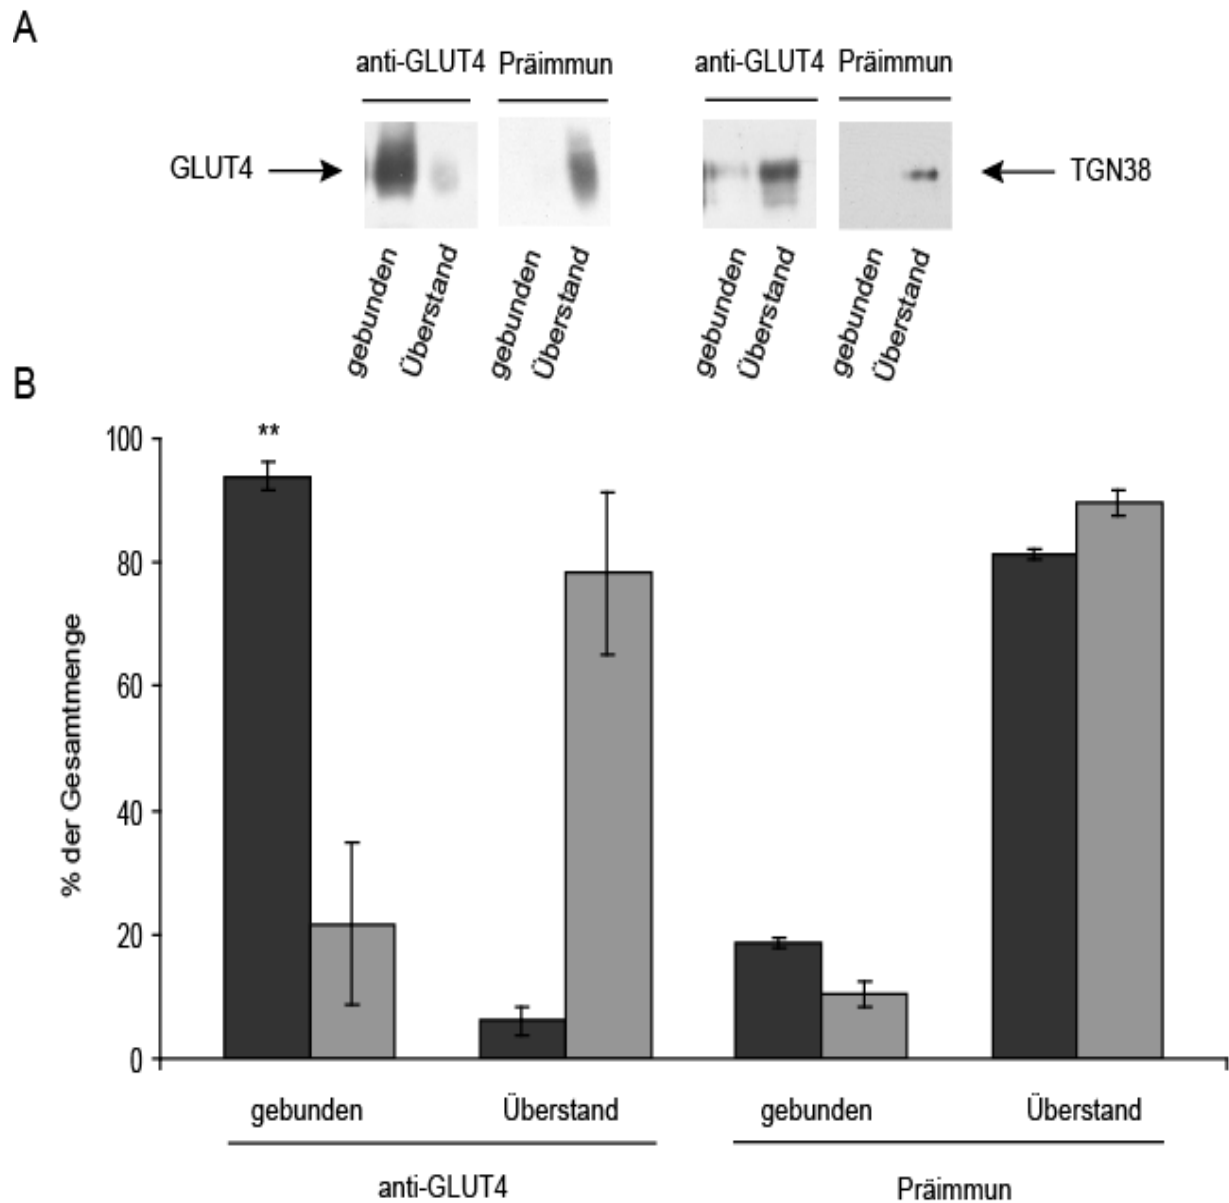 A
anti-GLUT4 Präimmun anti-GLUT4 Präimmun
GLUT4 TGN38
gebunden Überstand gebunden Überstand gebunden Überstand gebunden Überstand
B
**
100
80
60
40
20
0
% der Gesamtmenge
gebunden Überstand gebunden Überstand
anti-GLUT4 Präimmun